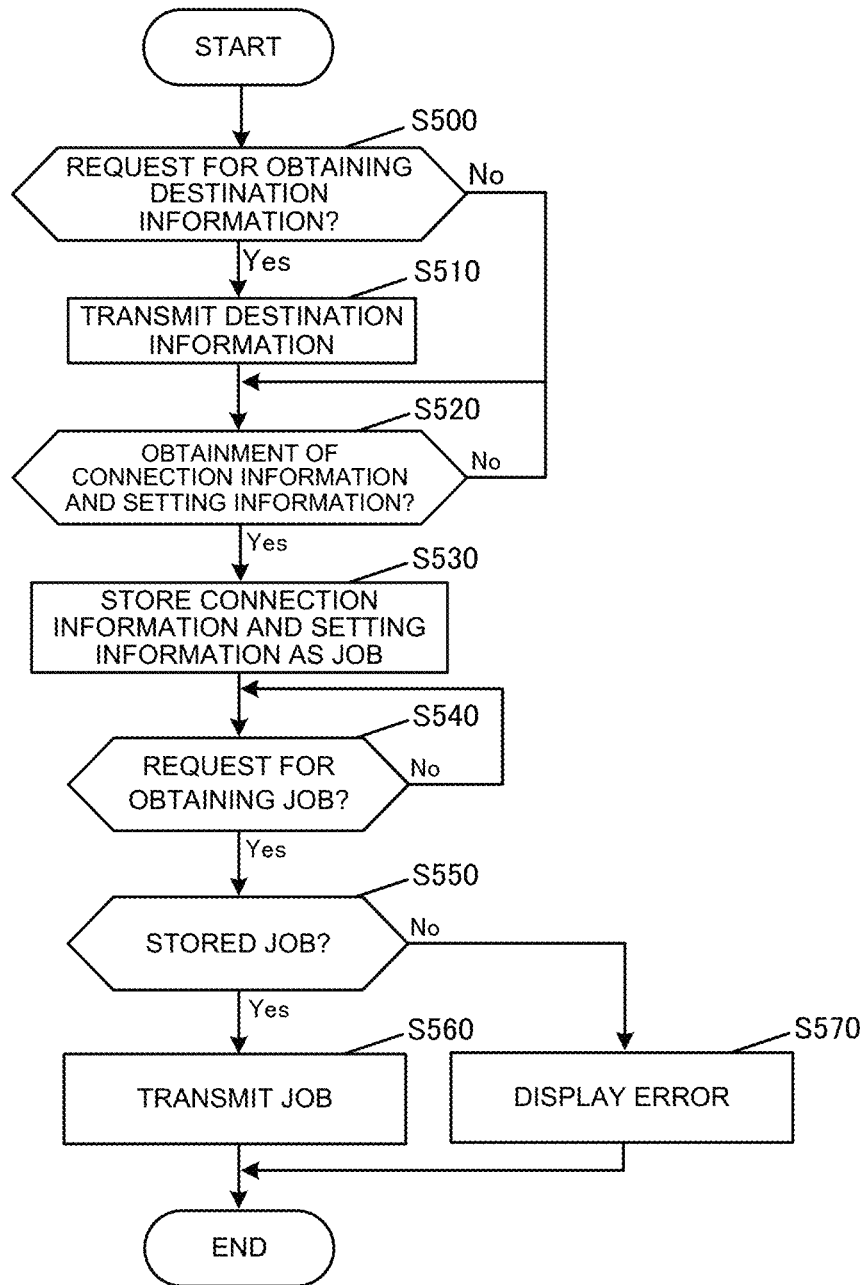 START
S500
REQUEST FOR OBTAINING
DESTINATION
INFORMATION?
No
Yes
S510
TRANSMIT DESTINATION
INFORMATION
S520
OBTAINMENT OF
CONNECTION INFORMATION
AND SETTING INFORMATION?
No
Yes
S530
STORE CONNECTION
INFORMATION AND SETTING
INFORMATION AS JOB
S540
REQUEST FOR
OBTAINING JOB?
No
Yes
S550
STORED JOB?
No
Yes
S560
TRANSMIT JOB
S570
DISPLAY ERROR
END